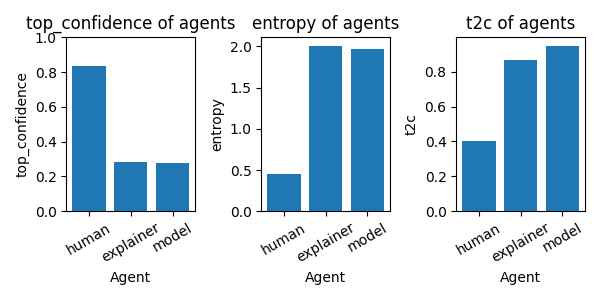 top_confidence of agents
top_confidence
1.0
0.8
0.6
0.4
0.2
0.0
human
explainer
model
Agent
entropy of agents
entropy
2.0
1.5
1.0
0.5
0.0
human
explainer
model
Agent
t2c of agents
t2c
0.8
0.6
0.4
0.2
0.0
human
explainer
model
Agent